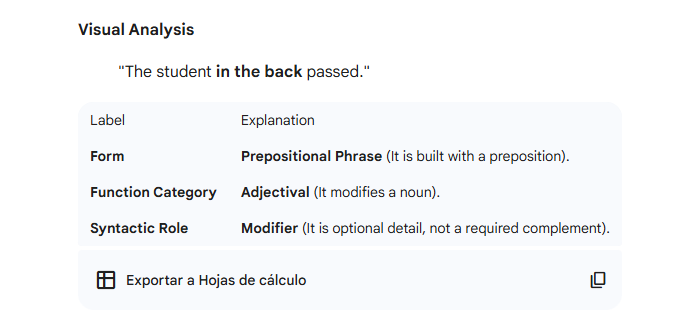 Visual Analysis
"The student in the back passed."
Label Explanation
Form Prepositional Phrase (It is built with a preposition).
Function Category Adjectival (It modifies a noun).
Syntactic Role Modifier (It is optional detail, not a required complement).
Exportar a Hojas de cálculo